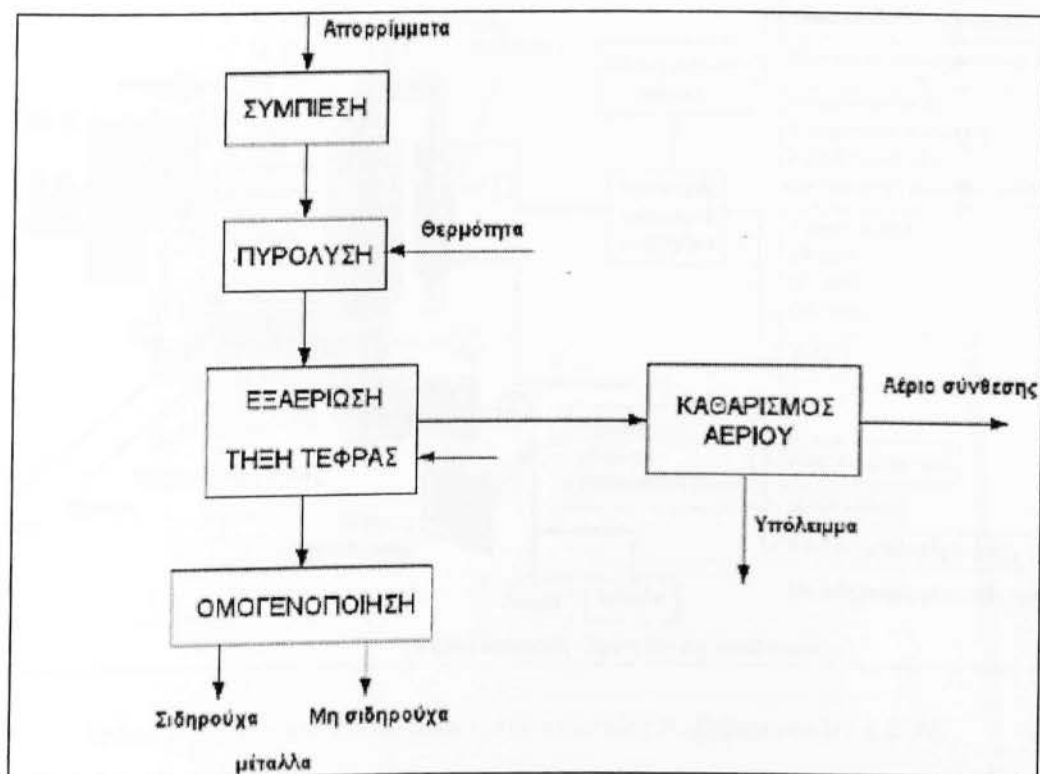 Απορρίμματα
ΣΥΜΠΙΕΣΗ
ΠΥΡΟΛΥΣΗ
Θερμότητα
ΕΞΑΕΡΙΩΣΗ
ΤΗΞΗ ΤΕΦΡΑΣ
ΚΑΘΑΡΙΣΜΟΣ
ΑΕΡΙΟΥ
Αέριο σύνθεσης
Υπόλειμμα
ΟΜΟΓΕΝΟΠΟΙΗΣΗ
Σιδηρούχα
Μη σιδηρούχα
μέταλλα